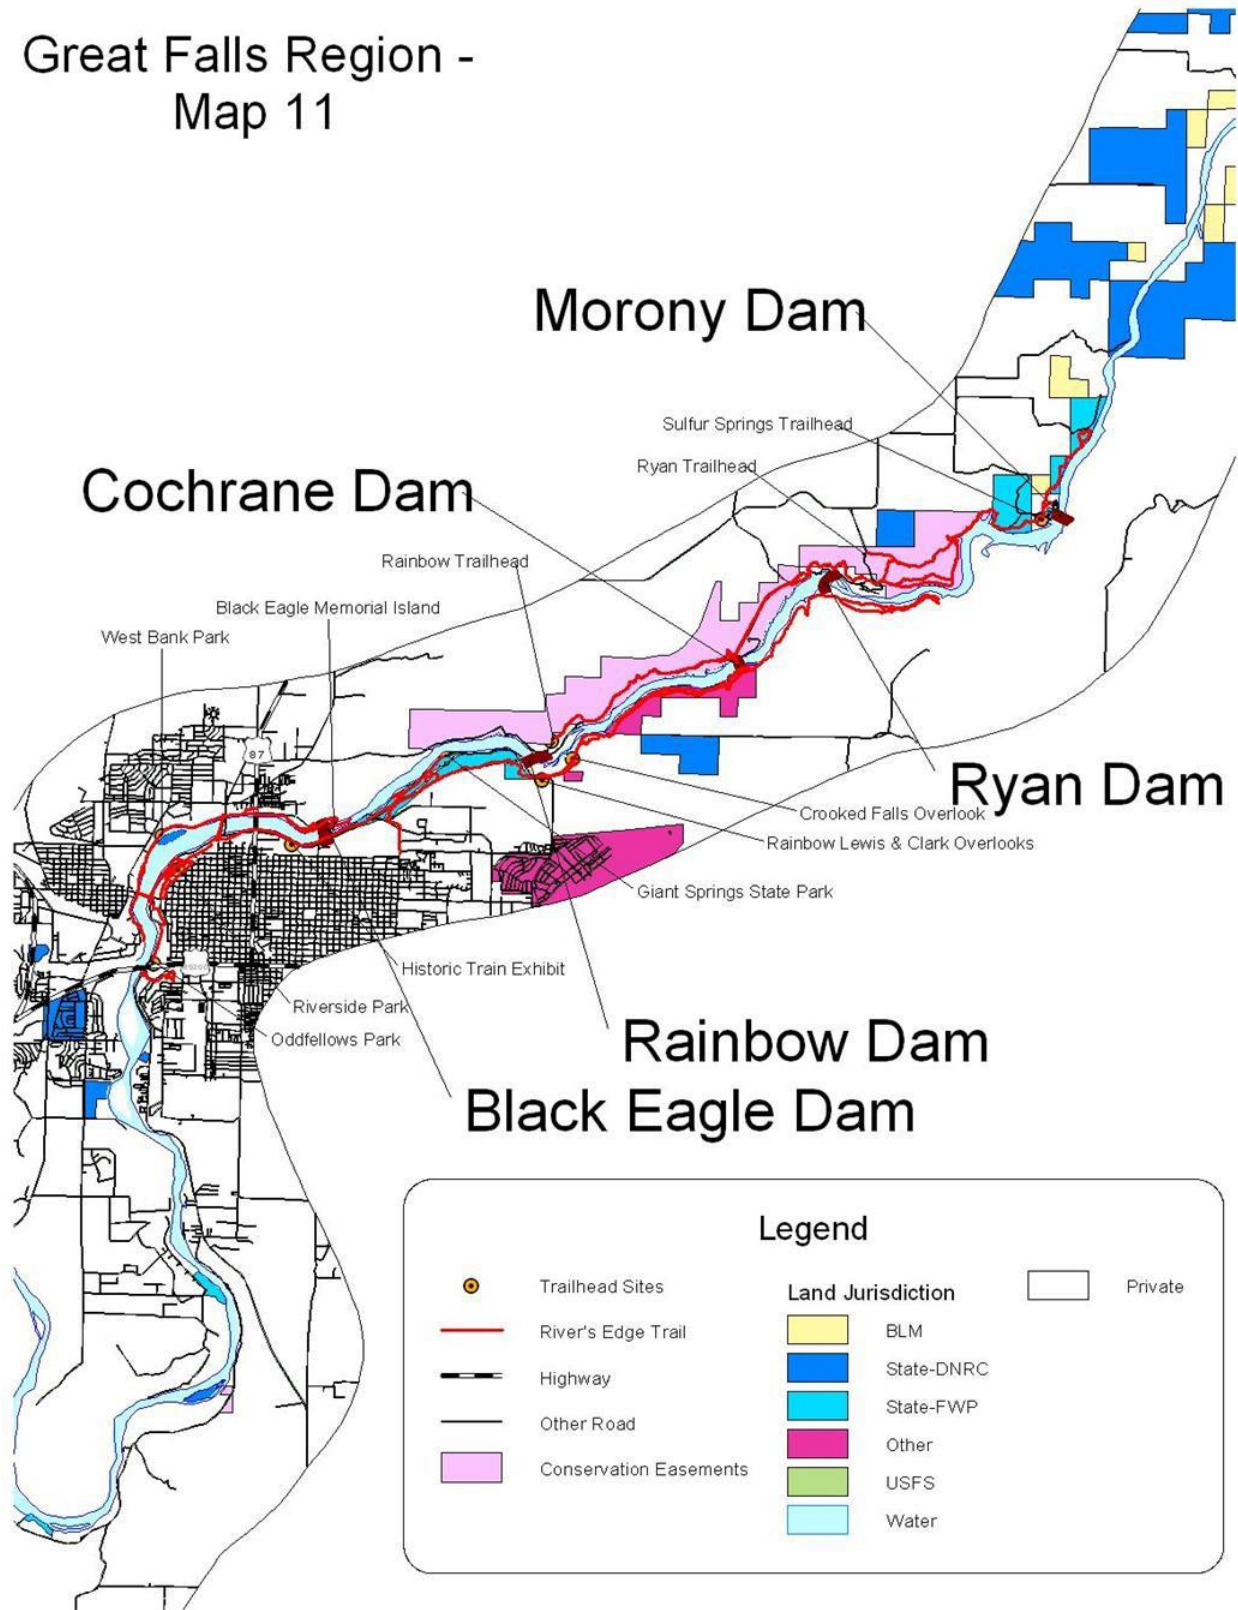 Great Falls Region -
Map 11
Morony Dam
Sulfur Springs Trailhead
Ryan Trailhead
Cochrane Dam
Rainbow Trailhead
Black Eagle Memorial Island
West Bank Park
87
Ryan Dam
Crooked Falls Overlook
Rainbow Lewis & Clark Overlooks
Giant Springs State Park
Historic Train Exhibit
Riverside Park
Oddfellows Park
Rainbow Dam
Black Eagle Dam
Legend
Trailhead Sites
River's Edge Trail
Highway
Other Road
Conservation Easements
Land Jurisdiction
BLM
State-DNRC
State-FWP
Other
USFS
Water
Private